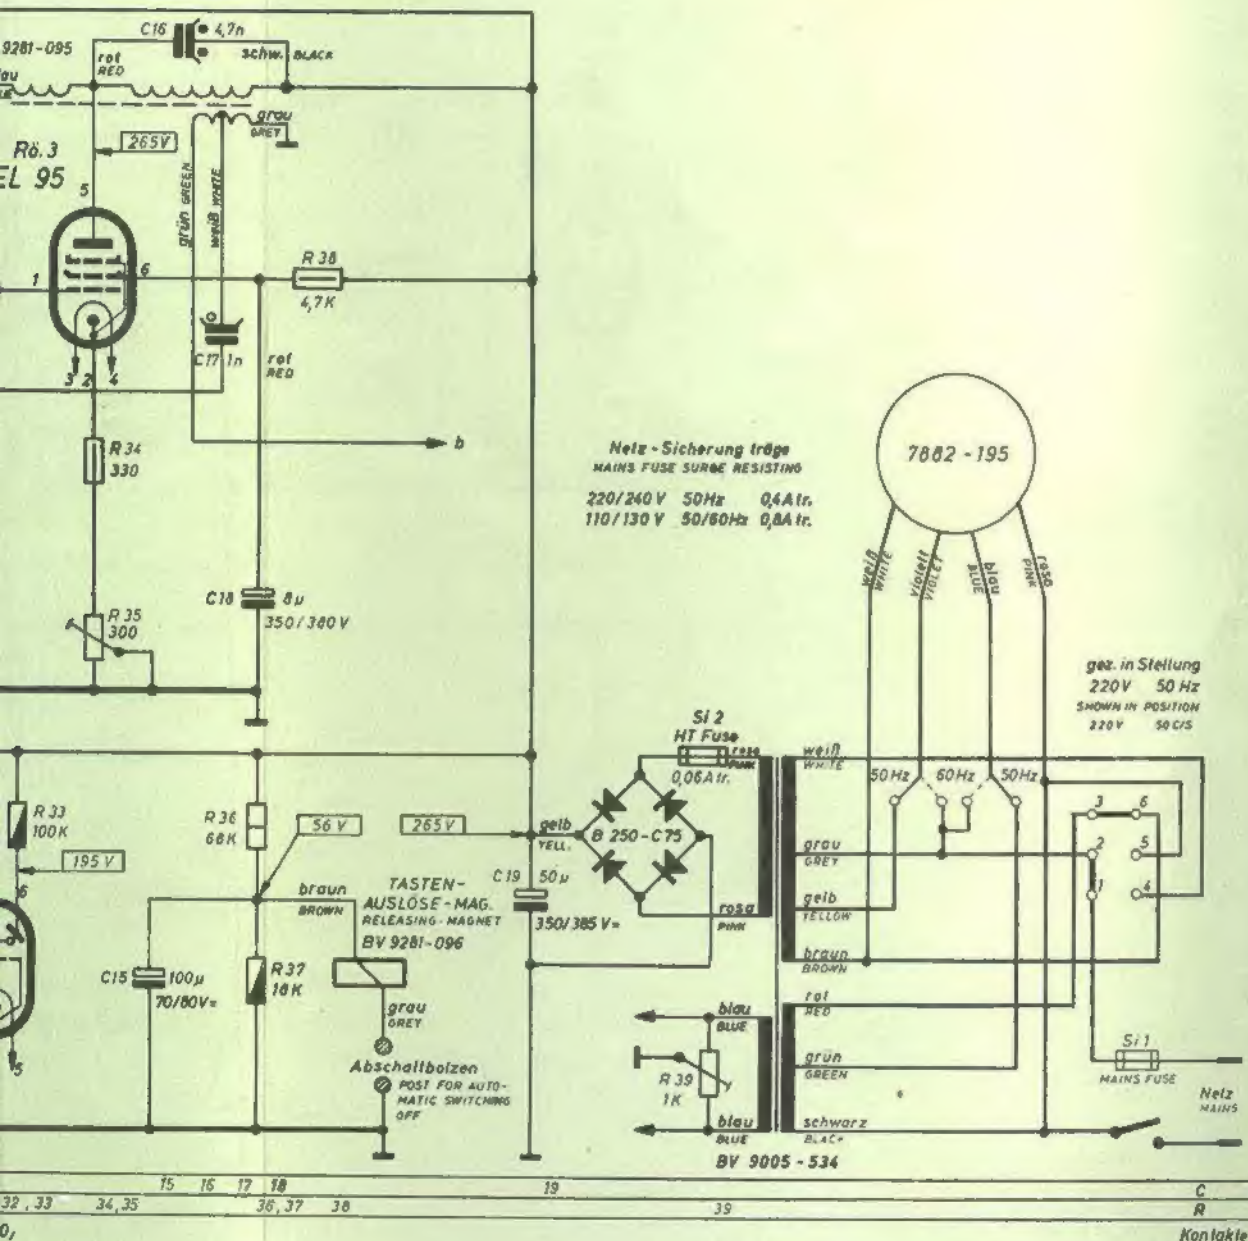 C16
4,7n
9281-095
rot
RED
schw. BLACK
grau
GREY
265V
Rö. 3
EL 95
5
grün GREEN
weiß WHITE
1
6
R 38
4,7K
C17 1n
rot
RED
3 2 4
b
R 34
330
Netz - Sicherung träge
MAINS FUSE SURGE RESISTING
220/240 V 50Hz 0,4A tr.
110/130 V 50/60Hz 0,8A tr.
7882 - 195
weiß
WHITE
violett
VIOLET
blau
BLUE
rosa
PINK
C18 8µ
350/380V
R 35
300
gez. in Stellung
220V 50 Hz
SHOWN IN POSITION
220V 50 C/S
Si 2
HT Fuse
rosa
PINK
0,06A tr.
weiß
WHITE
50Hz 60Hz 50Hz
R 33
100K
R 36
68K
56 V
265V
gelb
YELL.
B 250-C75
grau
GREY
3 6
2 5
1 4
195 V
6
braun
BROWN
TASTEN-
AUSLÖSE-MAG.
RELEASING-MAGNET
BV 9281-096
C19 50µ
350/385 V=
rosa
PINK
gelb
YELLOW
C15 100µ
70/80V=
R 37
18K
braun
BROWN
grau
GREY
rot
RED
blau
BLUE
Abschaltbolzen
POST FOR AUTO-
MATIC SWITCHING
OFF
R 39
1K
grün
GREEN
Si 1
MAINS FUSE
Netz
MAINS
5
blau
BLUE
schwarz
BLACK
BV 9005 - 534
15 16 17 18 19 C
32, 33 34,35 36,37 38 39 R
Kontakte